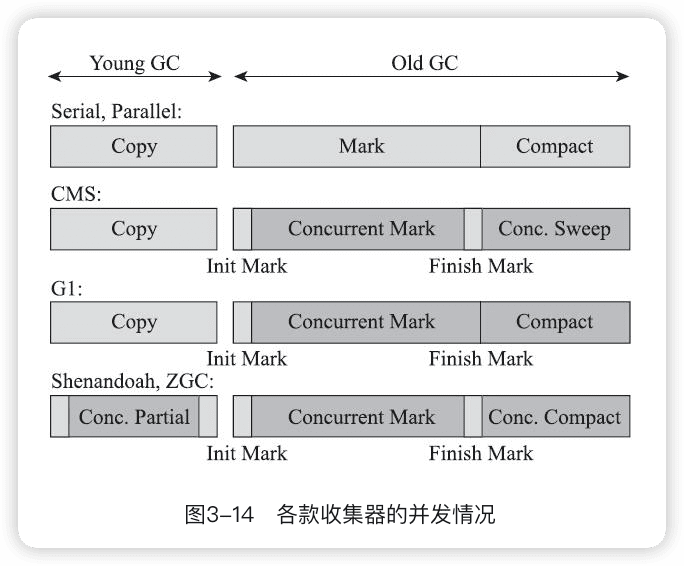 Young GC Old GC
Serial, Parallel:
Copy Mark Compact
CMS:
Copy Concurrent Mark Conc. Sweep
Init Mark Finish Mark
G1:
Copy Concurrent Mark Compact
Init Mark Finish Mark
Shenandoah, ZGC:
Conc. Partial Concurrent Mark Conc. Compact
Init Mark Finish Mark
图3–14 各款收集器的并发情况